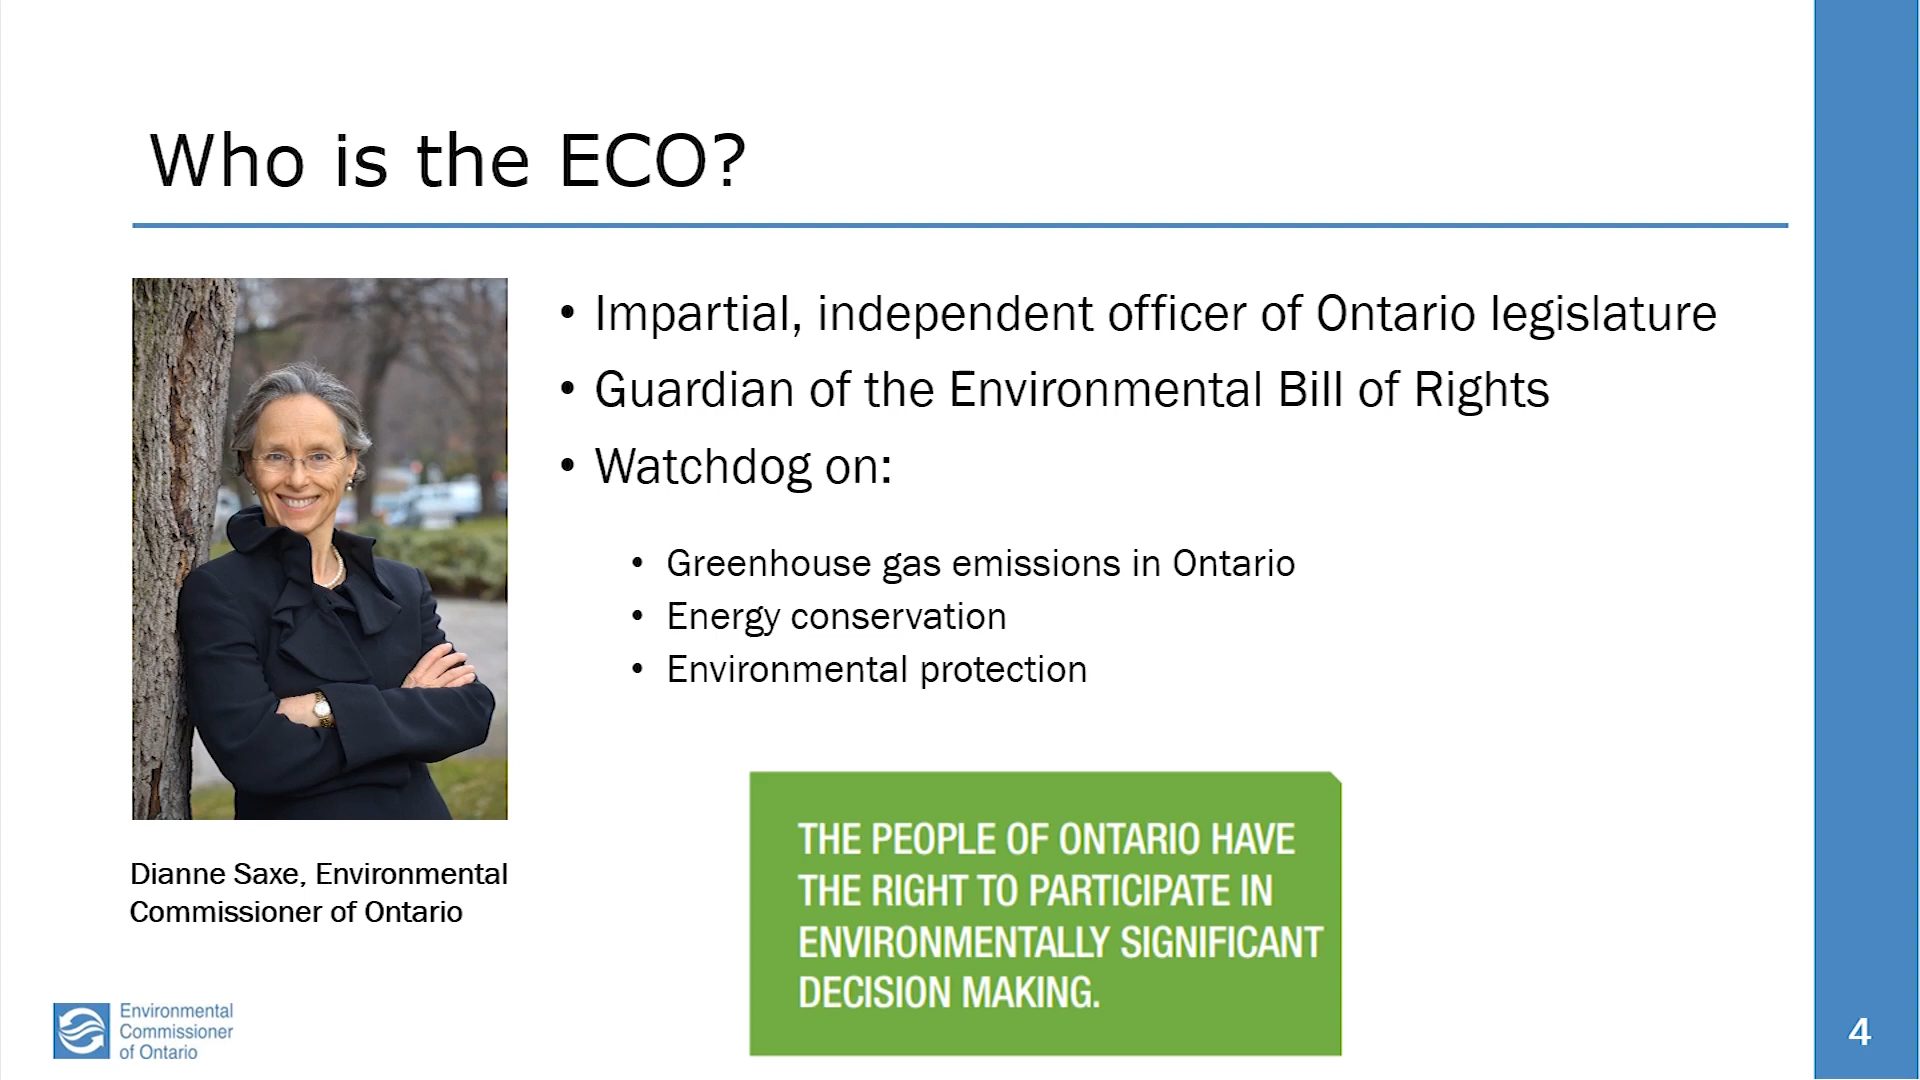 Who is the ECO?
• Impartial, independent officer of Ontario legislature
• Guardian of the Environmental Bill of Rights
• Watchdog on:
• Greenhouse gas emissions in Ontario
• Energy conservation
• Environmental protection
Dianne Saxe, Environmental
Commissioner of Ontario
THE PEOPLE OF ONTARIO HAVE
THE RIGHT TO PARTICIPATE IN
ENVIRONMENTALLY SIGNIFICANT
DECISION MAKING.
Environmental
Commissioner
of Ontario
4